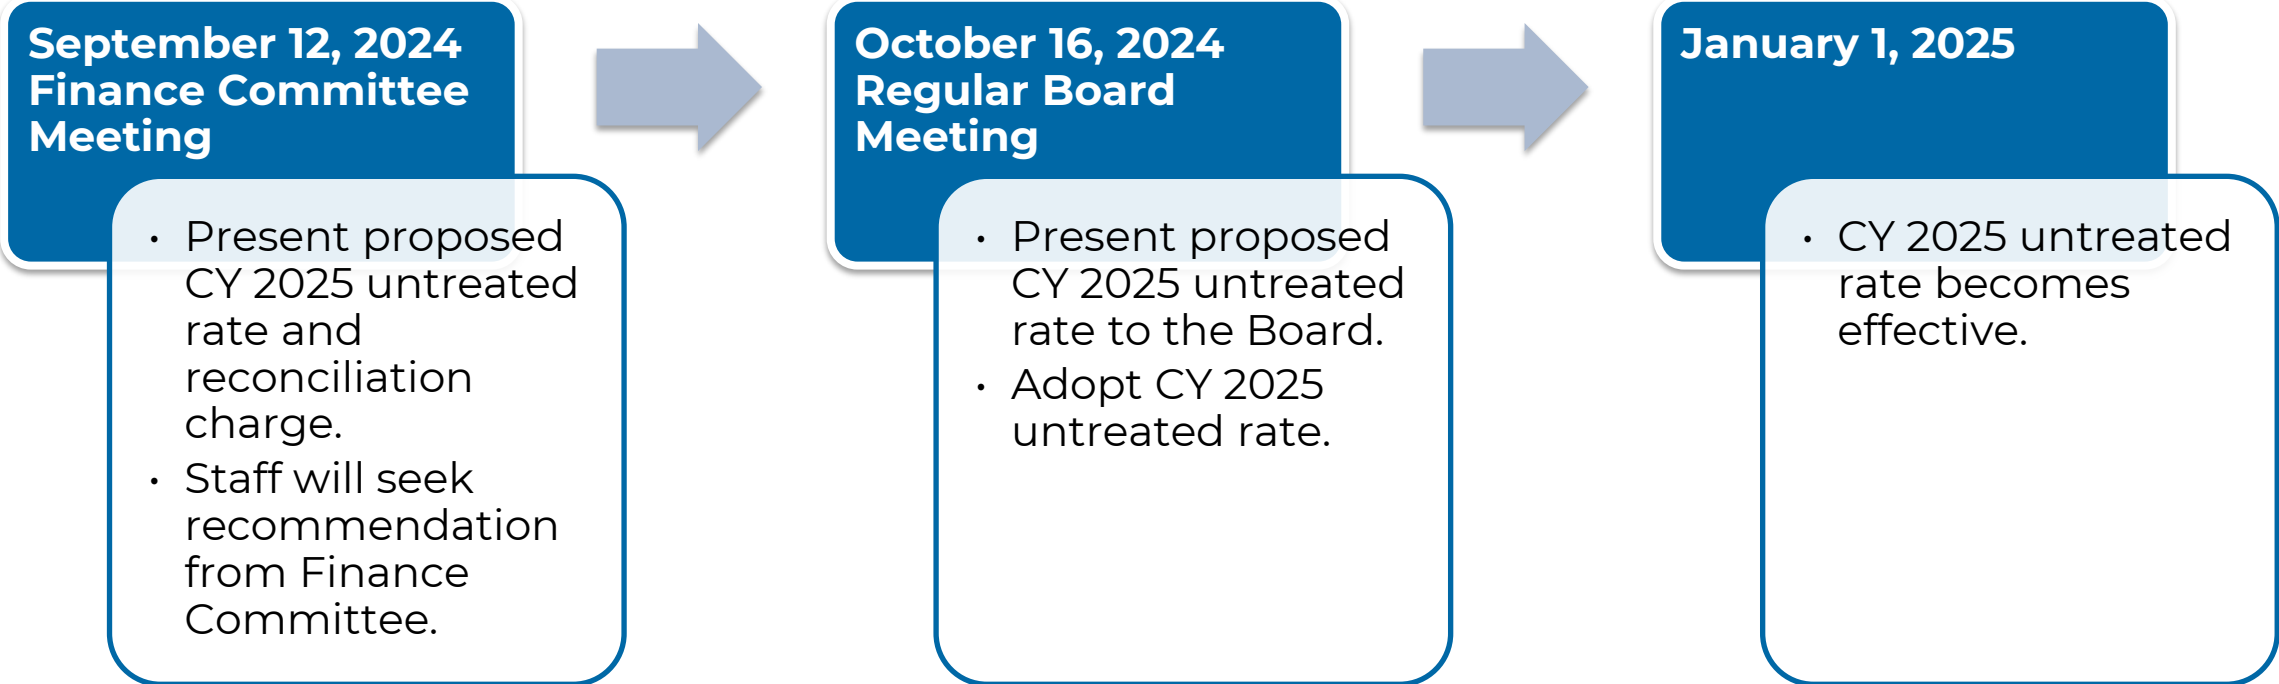 September 12, 2024
Finance Committee
Meeting
· Present proposed
CY 2025 untreated
rate and
reconciliation
charge.
· Staff will seek
recommendation
from Finance
Committee.
October 16, 2024
Regular Board
Meeting
· Present proposed
CY 2025 untreated
rate to the Board.
· Adopt CY 2025
untreated rate.
January 1, 2025
· CY 2025 untreated
rate becomes
effective.